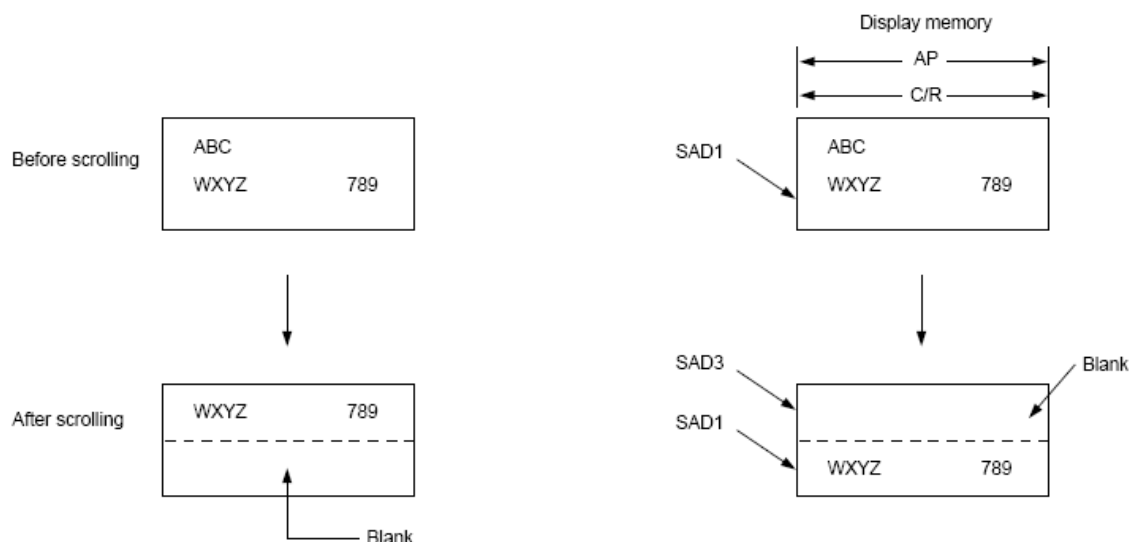 Display memory
AP
C/R
Before scrolling
ABC
WXYZ 789
SAD1
ABC
WXYZ 789
After scrolling
WXYZ 789
Blank
SAD3
SAD1
Blank
WXYZ 789